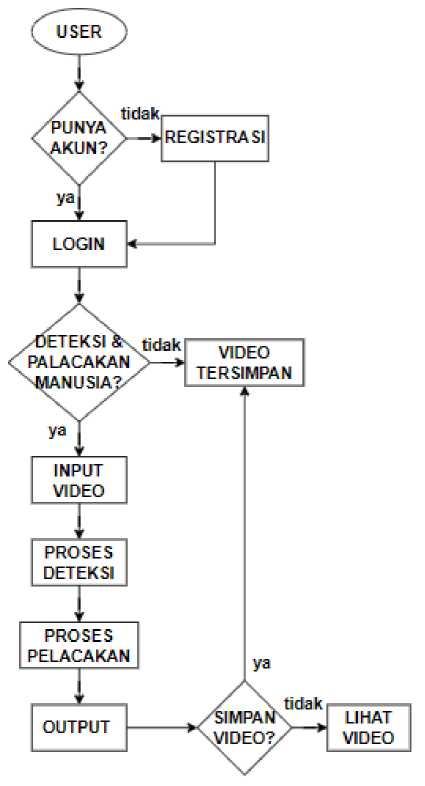 USER
PUNYA
AKUN?
tidak
REGISTRASI
ya
LOGIN
DETEKSI &
PALACAKAN
MANUSIA?
tidak
VIDEO
TERSIMPAN
ya
INPUT
VIDEO
PROSES
DETEKSI
PROSES
PELACAKAN
OUTPUT
SIMPAN
VIDEO?
ya
tidak
LIHAT
VIDEO